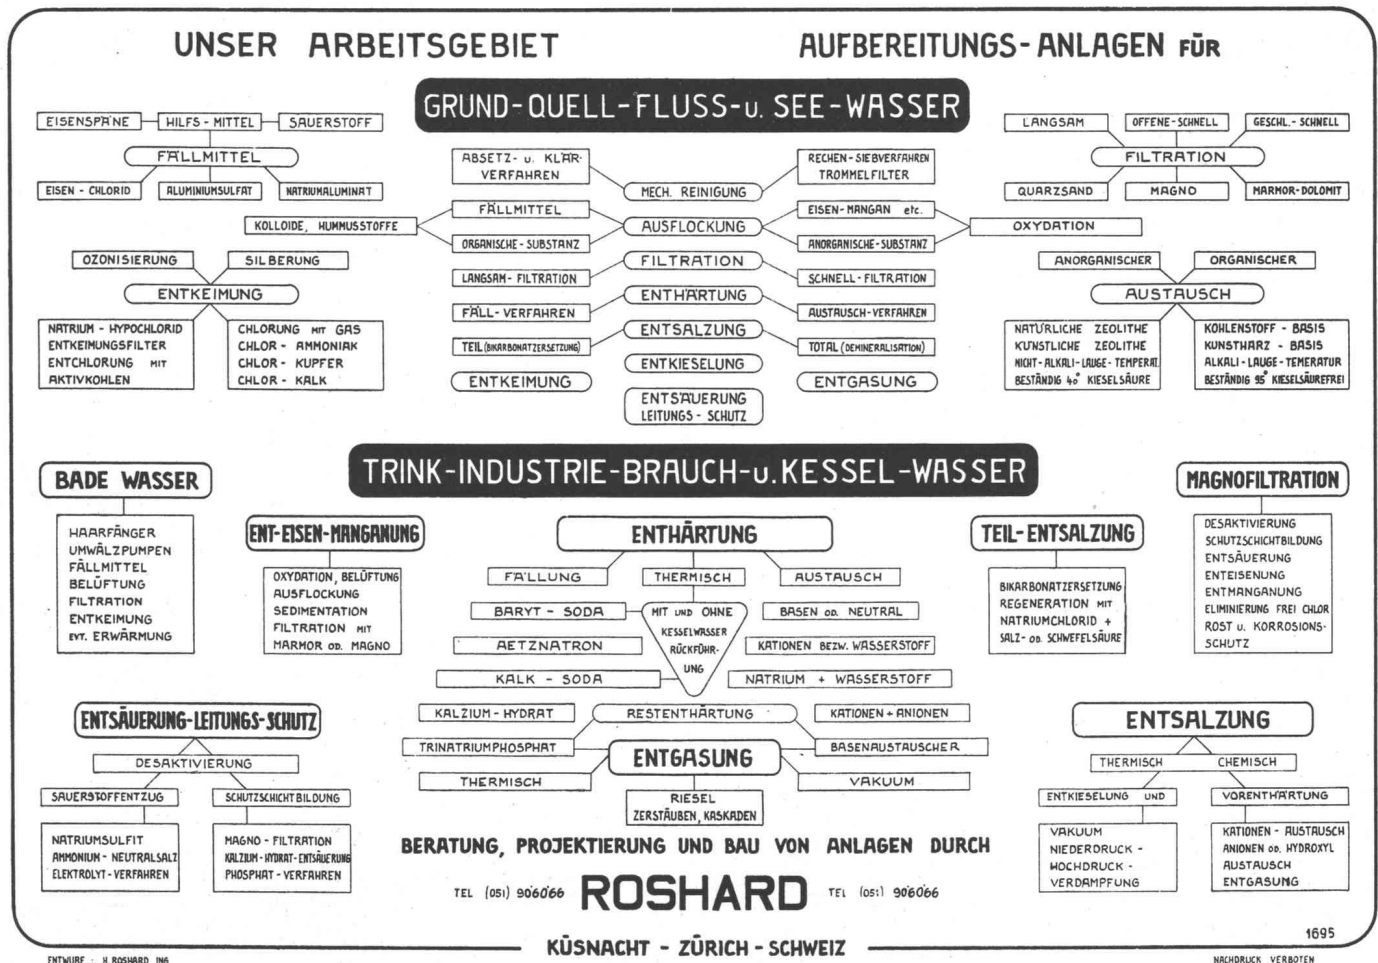 UNSER ARBEITSGEBIET
AUFBEREITUNGS-ANLAGEN FÜR
GRUND-QUELL-FLUSS-u. SEE-WASSER
EISENSPÄNE
HILFS-MITTEL
SAUERSTOFF
FÄLLMITTEL
EISEN-CHLORID
ALUMINIUMSULFAT
NATRIUMALUMINAT
KOLLOIDE, HUMMUSSTOFFE
OZONISIERUNG
SILBERUNG
ENTKEIMUNG
NATRIUM-HYPOCHLORID
ENTKEIMUNGSFILTER
ENTCHLORUNG MIT
AKTIVKOHLEN
CHLORUNG MIT GAS
CHLOR-AMMONIAK
CHLOR-KUPFER
CHLOR-KALK
ABSETZ- u. KLÄR-
VERFAHREN
RECHEN-SIEBVERFAHREN
TROMMELFILTER
MECH. REINIGUNG
FÄLLMITTEL
AUSFLOCKUNG
EISEN-MANGAN etc.
ORGANISCHE-SUBSTANZ
ANORGANISCHE-SUBSTANZ
OXYDATION
LANGSAM-FILTRATION
FILTRATION
SCHNELL-FILTRATION
FÄLL-VERFAHREN
ENTHÄRTUNG
AUSTAUSCH-VERFAHREN
TEIL (BIKARBONATZERSETZUNG)
ENTSALZUNG
TOTAL (DEMINERALISATION)
ENTKEIMUNG
ENTKIESELUNG
ENTGASUNG
ENTSÄUERUNG
LEITUNGS-SCHUTZ
LANGSAM
OFFENE-SCHNELL
GESCHL.-SCHNELL
FILTRATION
QUARZSAND
MAGNO
MARMOR-DOLOMIT
ANORGANISCHER
ORGANISCHER
AUSTAUSCH
NATÜRLICHE ZEOLITHE
KÜNSTLICHE ZEOLITHE
NICHT-ALKALI-LAUGE-TEMPERAT.
BESTÄNDIG 40° KIESELSÄURE
KOHLENSTOFF-BASIS
KUNSTHARZ-BASIS
ALKALI-LAUGE-TEMERATUR
BESTÄNDIG 95° KIESELSÄUREFREI
TRINK-INDUSTRIE-BRAUCH-u.KESSEL-WASSER
BADE WASSER
HAARFÄNGER
UMWÄLZPUMPEN
FÄLLMITTEL
BELÜFTUNG
FILTRATION
ENTKEIMUNG
EVT. ERWÄRMUNG
ENT-EISEN-MANGANUNG
OXYDATION, BELÜFTUNG
AUSFLOCKUNG
SEDIMENTATION
FILTRATION MIT
MARMOR OD. MAGNO
ENTHÄRTUNG
FÄLLUNG
THERMISCH
AUSTAUSCH
BARYT-SODA
MIT UND OHNE
KESSELWASSER
RÜCKFÜHR-
UNG
BASEN OD. NEUTRAL
AETZNATRON
KATIONEN BEZW. WASSERSTOFF
KALK-SODA
NATRIUM + WASSERSTOFF
KALZIUM-HYDRAT
RESTENTHÄRTUNG
KATIONEN + ANIONEN
TRINATRIUMPHOSPHAT
BASENAUSTAUSCHER
ENTGASUNG
THERMISCH
VAKUUM
RIESEL
ZERSTÄUBEN, KASKADEN
TEIL-ENTSALZUNG
BIKARBONATZERSETZUNG
REGENERATION MIT
NATRIUMCHLORID +
SALZ- OD. SCHWEFELSÄURE
MAGNOFILTRATION
DESAKTIVIERUNG
SCHUTZSCHICHTBILDUNG
ENTSÄUERUNG
ENTEISENUNG
ENTMANGANUNG
ELIMINIERUNG FREI CHLOR
ROST U. KORROSIONS-
SCHUTZ
ENTSÄUERUNG-LEITUNGS-SCHUTZ
DESAKTIVIERUNG
SAUERSTOFFENTZUG
SCHUTZSCHICHTBILDUNG
NATRIUMSULFIT
AMMONIUM-NEUTRALSALZ
ELEKTROLYT-VERFAHREN
MAGNO-FILTRATION
KALZIUM-HYDRAT-ENTSÄUERUNG
PHOSPHAT-VERFAHREN
ENTSALZUNG
THERMISCH
CHEMISCH
ENTKIESELUNG UND
VORENTHÄRTUNG
VAKUUM
NIEDERDRUCK-
HOCHDRUCK-
VERDAMPFUNG
KATIONEN-AUSTAUSCH
ANIONEN OD. HYDROXYL
AUSTAUSCH
ENTGASUNG
BERATUNG, PROJEKTIERUNG UND BAU VON ANLAGEN DURCH
TEL (051) 90'60'66 ROSHARD TEL (051) 90'60'66
KÜSNACHT - ZÜRICH - SCHWEIZ
1695
ENTWURF : H. ROSHARD ING
NACHDRUCK VERBOTEN